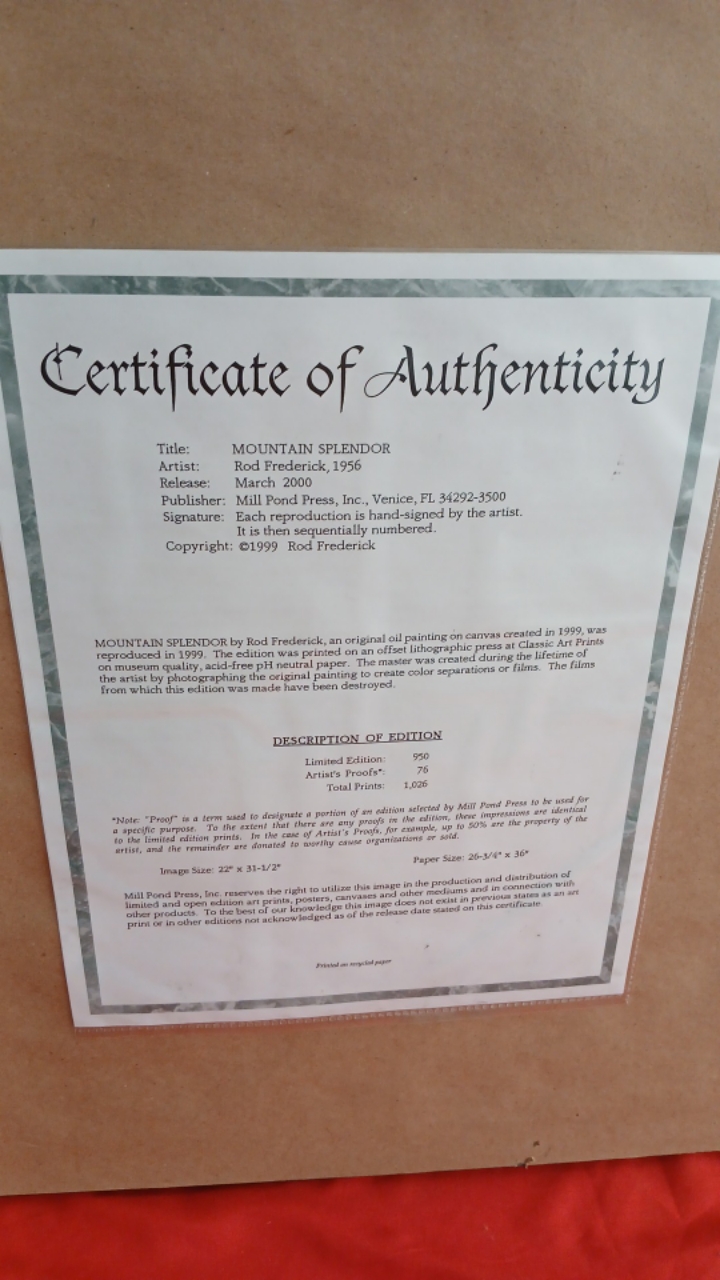 Certificate of Authenticity
Title: MOUNTAIN SPLENDOR
Artist: Rod Frederick, 1956
Release: March 2000
Publisher: Mill Pond Press, Inc., Venice, FL 34292-3500
Signature: Each reproduction is hand-signed by the artist.
It is then sequentially numbered.
Copyright: ©1999 Rod Frederick
MOUNTAIN SPLENDOR by Rod Frederick, an original oil painting on canvas created in 1999, was
reproduced in 1999. The edition was printed on an offset lithographic press at Classic Art Prints
on museum quality, acid-free pH neutral paper. The master was created during the lifetime of
the artist by photographing the original painting to create color separations or films. The films
from which this edition was made have been destroyed.
DESCRIPTION OF EDITION
Limited Edition: 950
Artist's Proofs*: 76
Total Prints: 1,026
*Note: "Proof" is a term used to designate a portion of an edition selected by Mill Pond Press to be used for
a specific purpose. To the extent that there are any proofs in the edition, these impressions are identical
to the limited edition prints. In the case of Artist's Proofs, for example, up to 50% are the property of the
artist, and the remainder are donated to worthy cause organizations or sold.
Image Size: 22" x 31-1/2" Paper Size: 26-3/4" x 36"
Mill Pond Press, Inc. reserves the right to utilize this image in the production and distribution of
limited and open edition art prints, posters, canvases and other mediums and in connection with
other products. To the best of our knowledge this image does not exist in previous states as an art
print or in other editions not acknowledged as of the release date stated on this certificate.
Printed on recycled paper